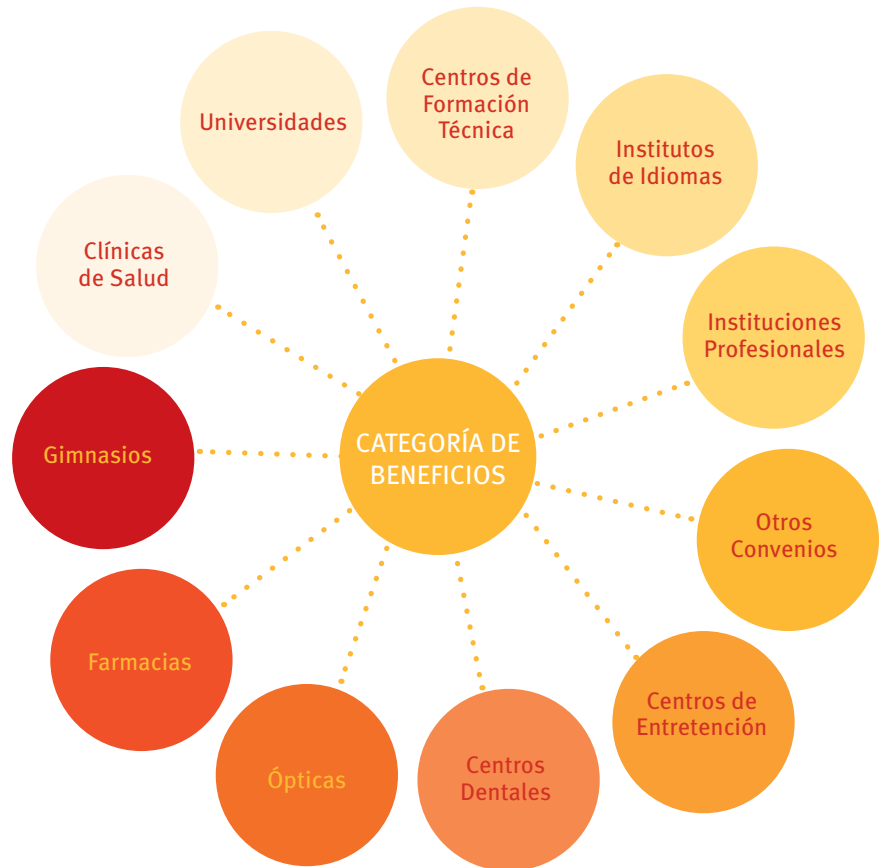 Centros de
Formación
Técnica
Universidades
Institutos
de Idiomas
Clínicas
de Salud
Instituciones
Profesionales
Gimnasios
CATEGORÍA DE
BENEFICIOS
Otros
Convenios
Farmacias
Centros de
Entretención
Ópticas
Centros
Dentales